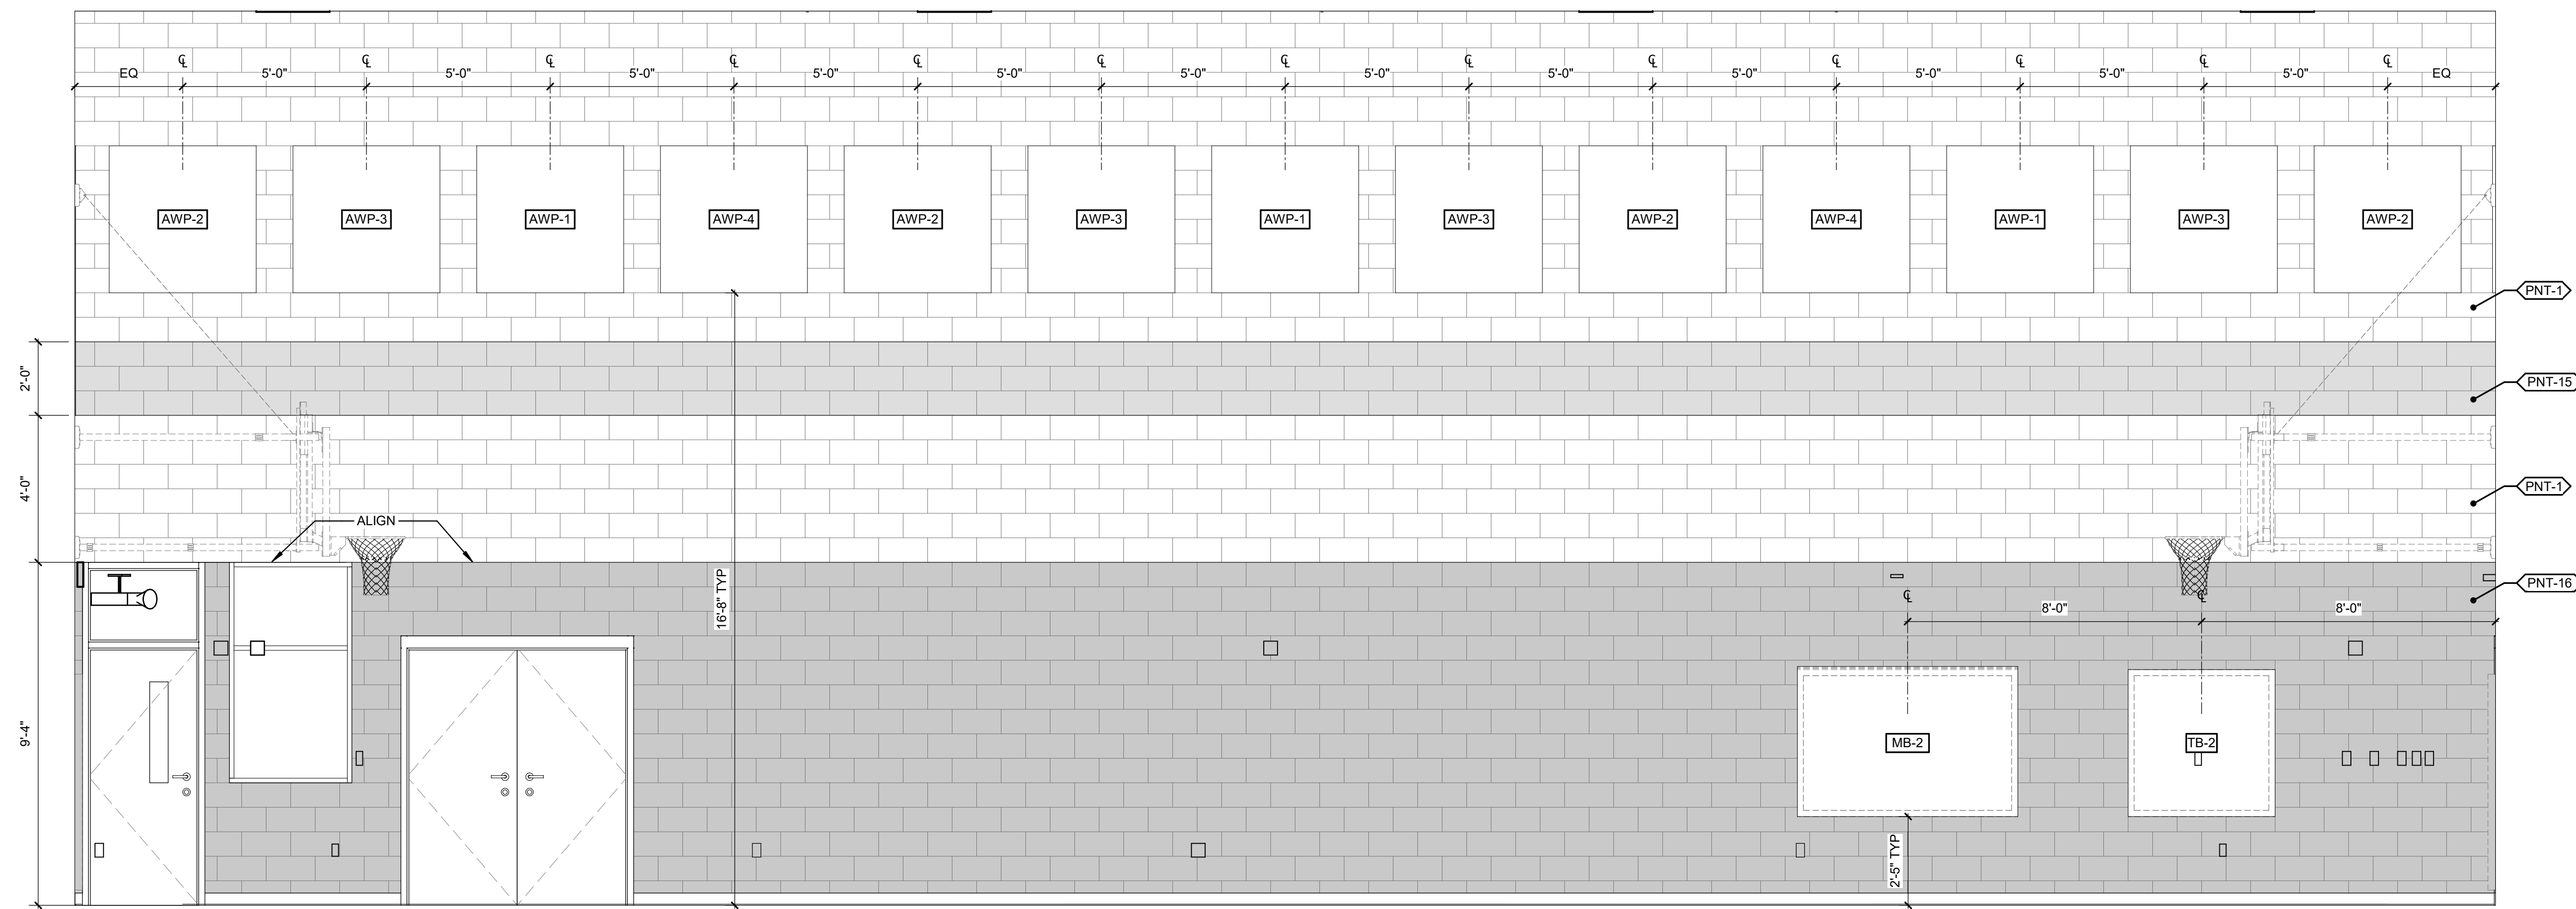 ℄ ℄ ℄ ℄ ℄ ℄ ℄ ℄ ℄ ℄ ℄ ℄ ℄
EQ 5'-0" 5'-0" 5'-0" 5'-0" 5'-0" 5'-0" 5'-0" 5'-0" 5'-0" 5'-0" 5'-0" 5'-0" EQ
AWP-2 AWP-3 AWP-1 AWP-4 AWP-2 AWP-3 AWP-1 AWP-3 AWP-2 AWP-4 AWP-1 AWP-3 AWP-2
PNT-1
2'-0"
PNT-15
4'-0"
PNT-1
ALIGN
16'-8" TYP
PNT-16
℄ ℄
8'-0" 8'-0"
9'-4"
MB-2 TB-2
2'-5" TYP